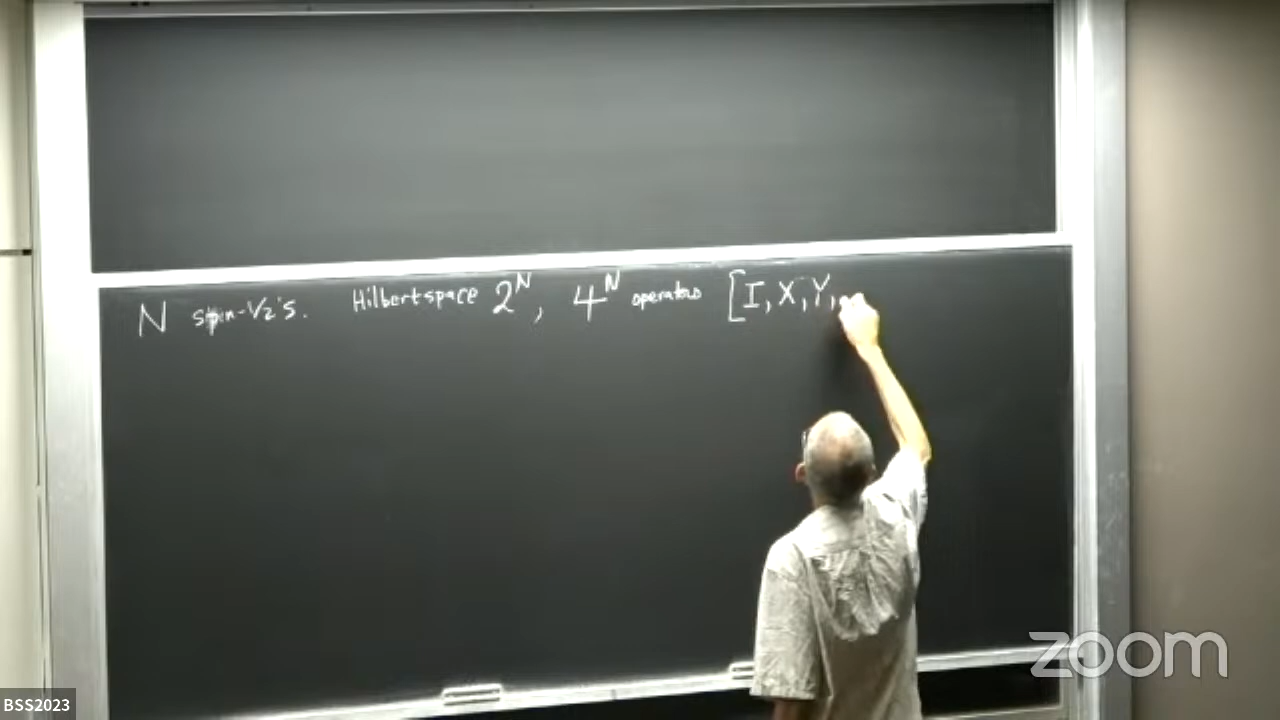 N spin-1/2's. Hilbertspace 2^N, 4^N operators [I, X, Y,
zoom
BSS2023